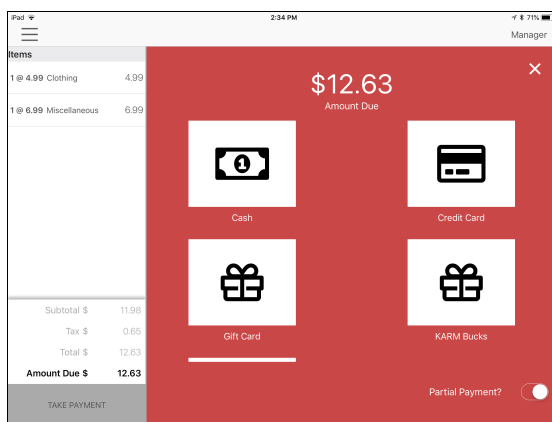 iPad 2:34 PM 71%
Manager
Items
1 @ 4.99 Clothing 4.99
1 @ 6.99 Miscellaneous 6.99
$12.63
Amount Due
1
Cash Credit Card
Gift Card KARM Bucks
Subtotal $ 11.98
Tax $ 0.65
Total $ 12.63
Amount Due $ 12.63
Partial Payment?
TAKE PAYMENT